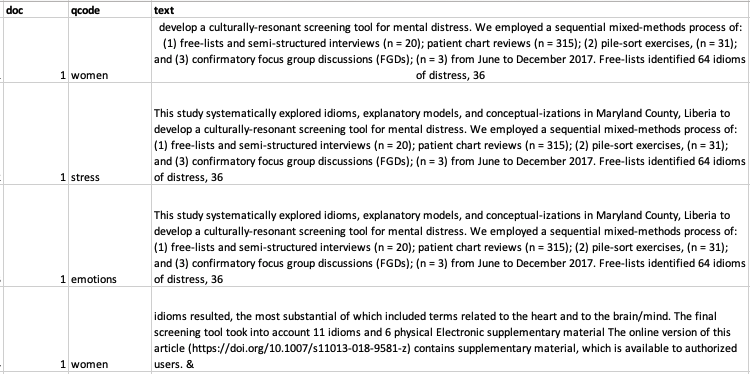 doc qcode text
develop a culturally-resonant screening tool for mental distress. We employed a sequential mixed-methods process of:
(1) free-lists and semi-structured interviews (n = 20); patient chart reviews (n = 315); (2) pile-sort exercises, (n = 31);
and (3) confirmatory focus group discussions (FGDs); (n = 3) from June to December 2017. Free-lists identified 64 idioms
1 women of distress, 36
This study systematically explored idioms, explanatory models, and conceptual-izations in Maryland County, Liberia to
develop a culturally-resonant screening tool for mental distress. We employed a sequential mixed-methods process of:
(1) free-lists and semi-structured interviews (n = 20); patient chart reviews (n = 315); (2) pile-sort exercises, (n = 31);
and (3) confirmatory focus group discussions (FGDs); (n = 3) from June to December 2017. Free-lists identified 64 idioms
1 stress of distress, 36
This study systematically explored idioms, explanatory models, and conceptual-izations in Maryland County, Liberia to
develop a culturally-resonant screening tool for mental distress. We employed a sequential mixed-methods process of:
(1) free-lists and semi-structured interviews (n = 20); patient chart reviews (n = 315); (2) pile-sort exercises, (n = 31);
and (3) confirmatory focus group discussions (FGDs); (n = 3) from June to December 2017. Free-lists identified 64 idioms
1 emotions of distress, 36
idioms resulted, the most substantial of which included terms related to the heart and to the brain/mind. The final
screening tool took into account 11 idioms and 6 physical Electronic supplementary material The online version of this
article (https://doi.org/10.1007/s11013-018-9581-z) contains supplementary material, which is available to authorized
1 women users. &